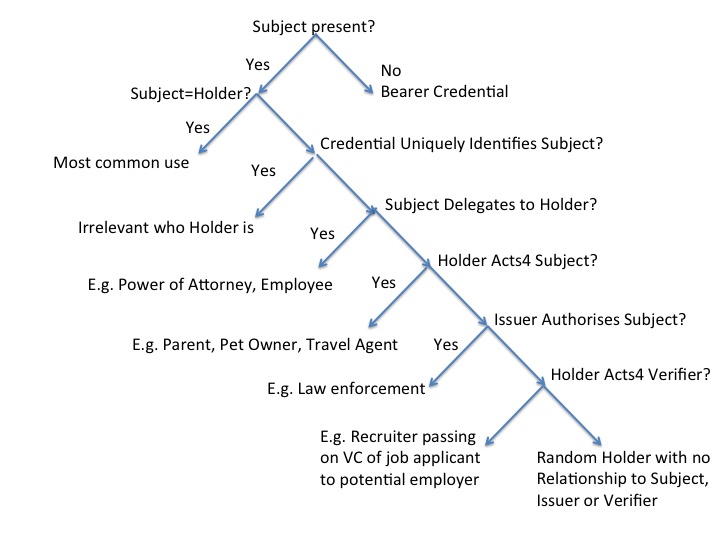 Subject present?
Yes
No
Bearer Credential
Subject=Holder?
Yes
Most common use
Credential Uniquely Identifies Subject?
Yes
Irrelevant who Holder is
Subject Delegates to Holder?
Yes
E.g. Power of Attorney, Employee
Holder Acts4 Subject?
Yes
E.g. Parent, Pet Owner, Travel Agent
Issuer Authorises Subject?
Yes
E.g. Law enforcement
Holder Acts4 Verifier?
E.g. Recruiter passing
on VC of job applicant
to potential employer
Random Holder with no
Relationship to Subject,
Issuer or Verifier